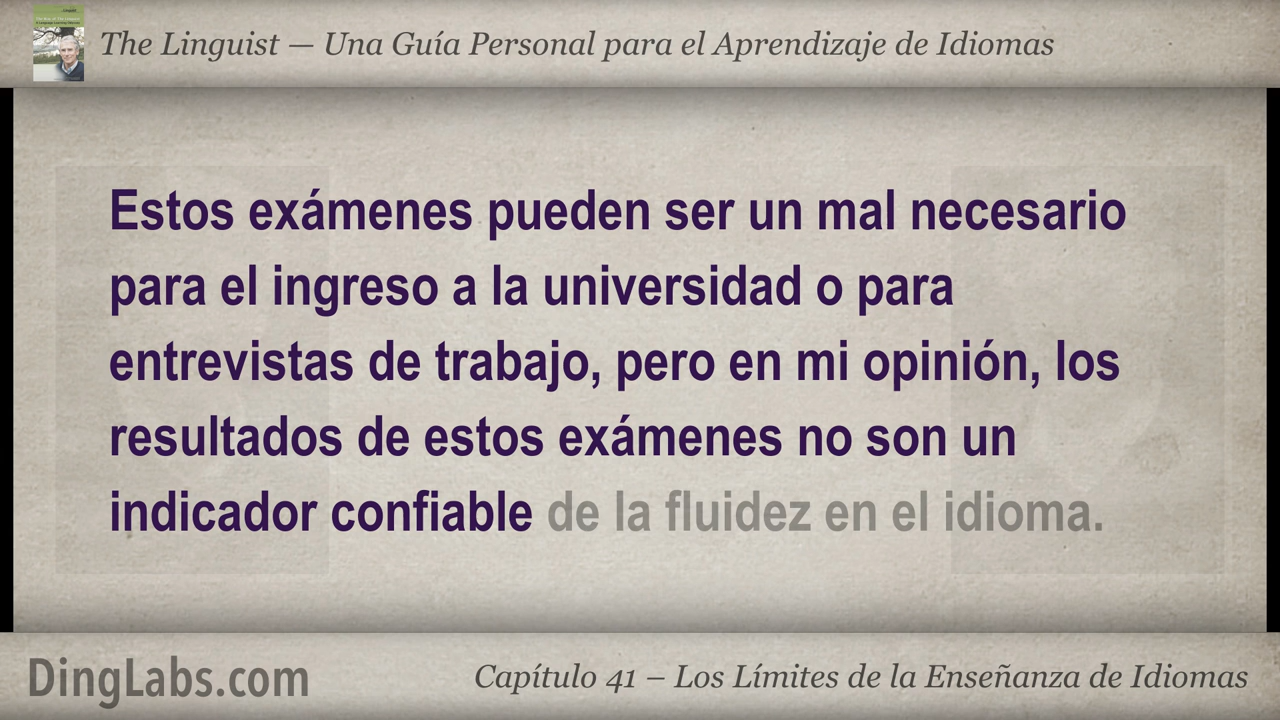 The Linguist — Una Guía Personal para el Aprendizaje de Idiomas
Estos exámenes pueden ser un mal necesario
para el ingreso a la universidad o para
entrevistas de trabajo, pero en mi opinión, los
resultados de estos exámenes no son un
indicador confiable de la fluidez en el idioma.
DingLabs.com
Capítulo 41 – Los Límites de la Enseñanza de Idiomas